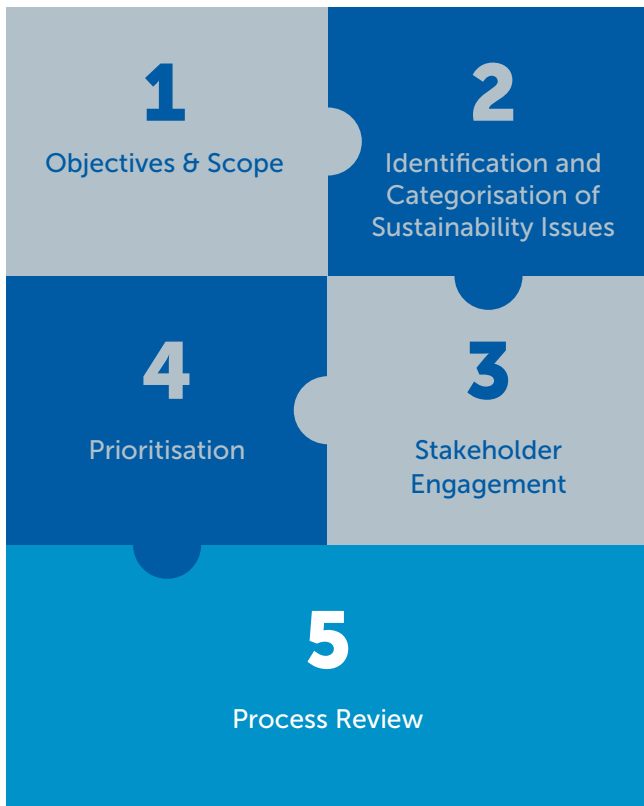 1
Objectives & Scope
2
Identification and
Categorisation of
Sustainability Issues
3
Stakeholder
Engagement
4
Prioritisation
5
Process Review